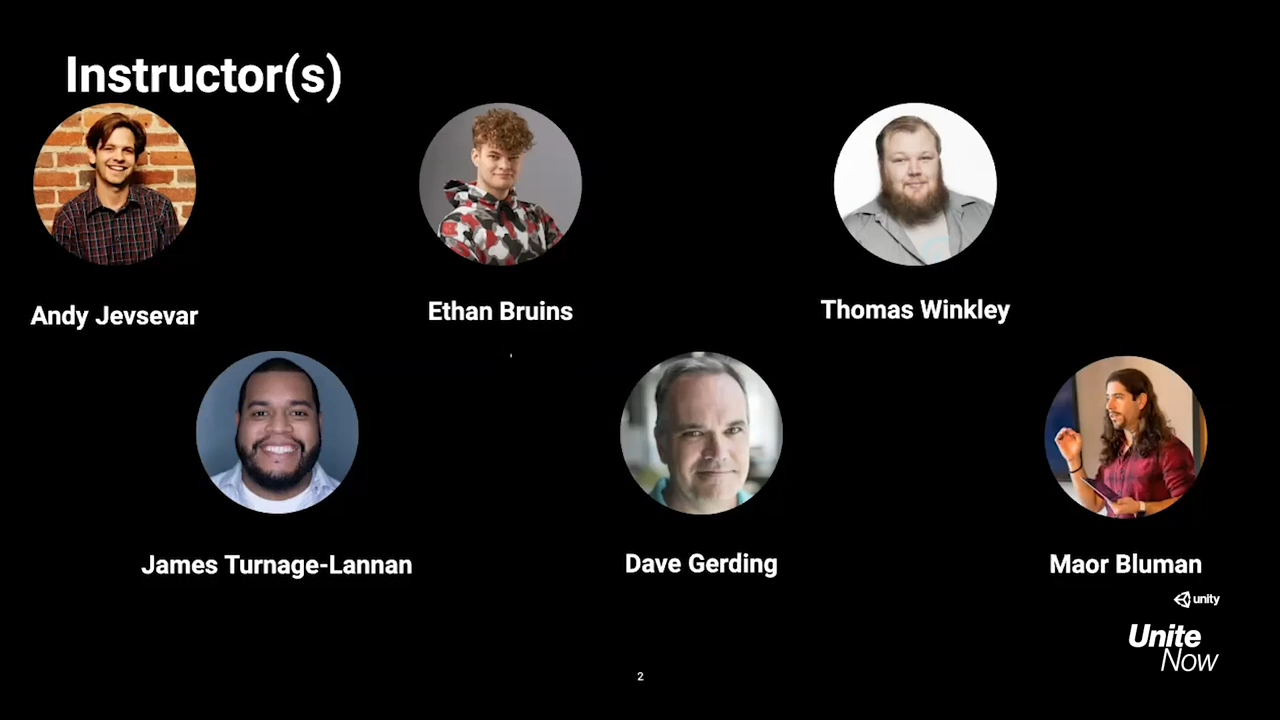 Instructor(s)
Andy Jevsevar
Ethan Bruins
Thomas Winkley
James Turnage-Lannan
Dave Gerding
Maor Bluman
unity
Unite
Now
2